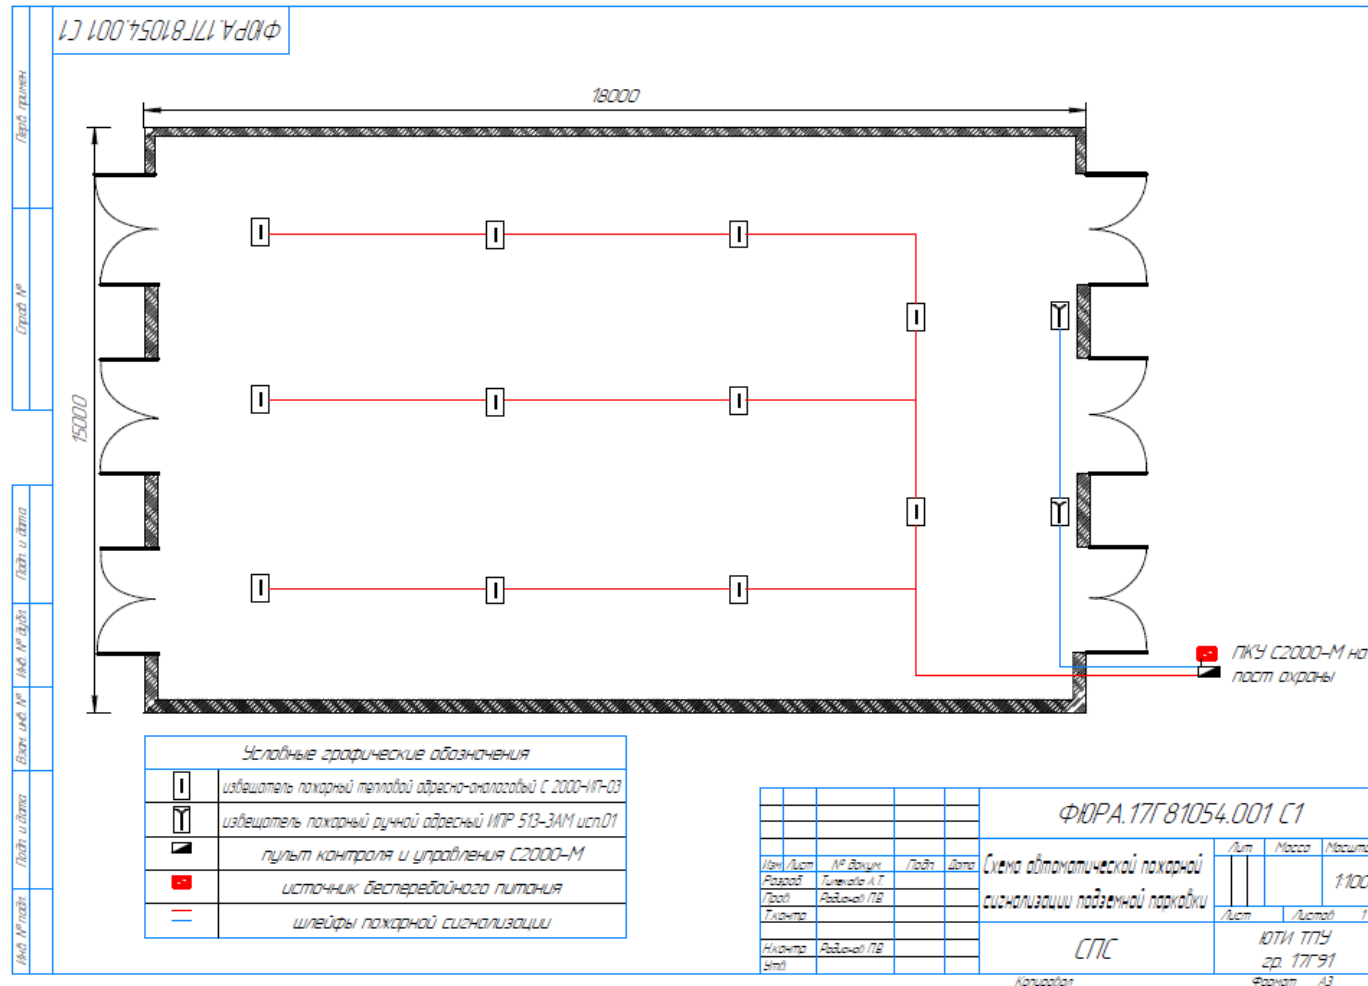 ФЮРА.17Г81054.001 С1
Перв. примен.
Справ. №
Подп. и дата
Инв. № дубл.
Взам. инв. №
Подп. и дата
Инв. № подл.
18000
15000
ПКУ С2000-М на
пост охраны
Условные графические обозначения
извещатель пожарный тепловой адресно-аналоговый С 2000-ИП-03
извещатель пожарный ручной адресный ИПР 513-3АМ исп.01
пульт контроля и управления С2000-М
источник бесперебойного питания
шлейфы пожарной сигнализации
ФЮРА.17Г81054.001 С1
Изм Лист № докум. Подп. Дата
Разраб.
Пров. Родионов П.В.
Т.контр.
Н.контр. Родионов П.В.
Утв.
Схема автоматической пожарной
сигнализации подземной парковки
СПС
Лит. Масса Масшта
1:100
Лист Листов 1
ЮТИ ТПУ
гр. 17Г91
Копировал Формат А3